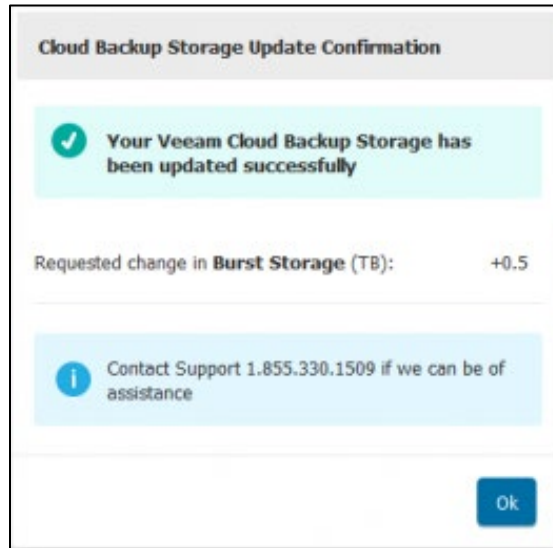 Cloud Backup Storage Update Confirmation
Your Veeam Cloud Backup Storage has
been updated successfully
Requested change in Burst Storage (TB): +0.5
Contact Support 1.855.330.1509 if we can be of
assistance
Ok